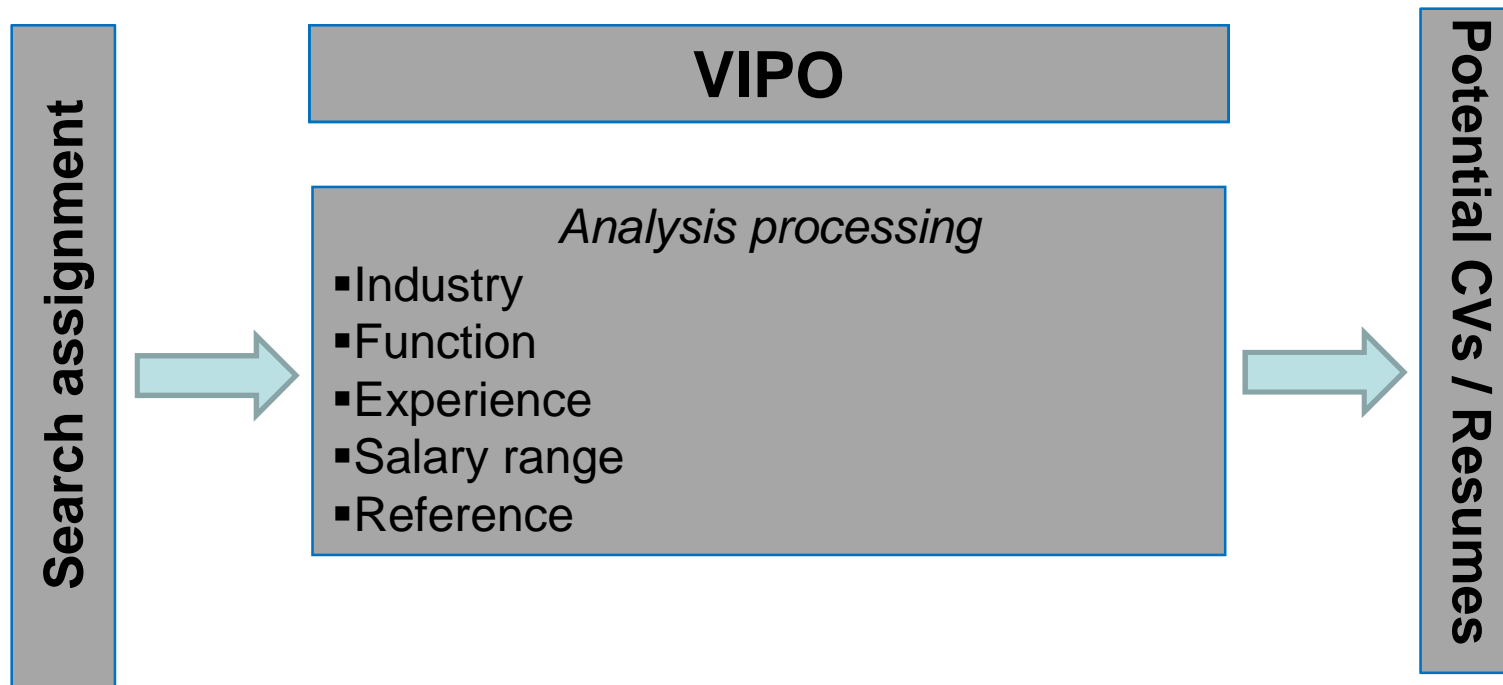 Search assignment
VIPO
Analysis processing
▪Industry
▪Function
▪Experience
▪Salary range
▪Reference
Potential CVs / Resumes